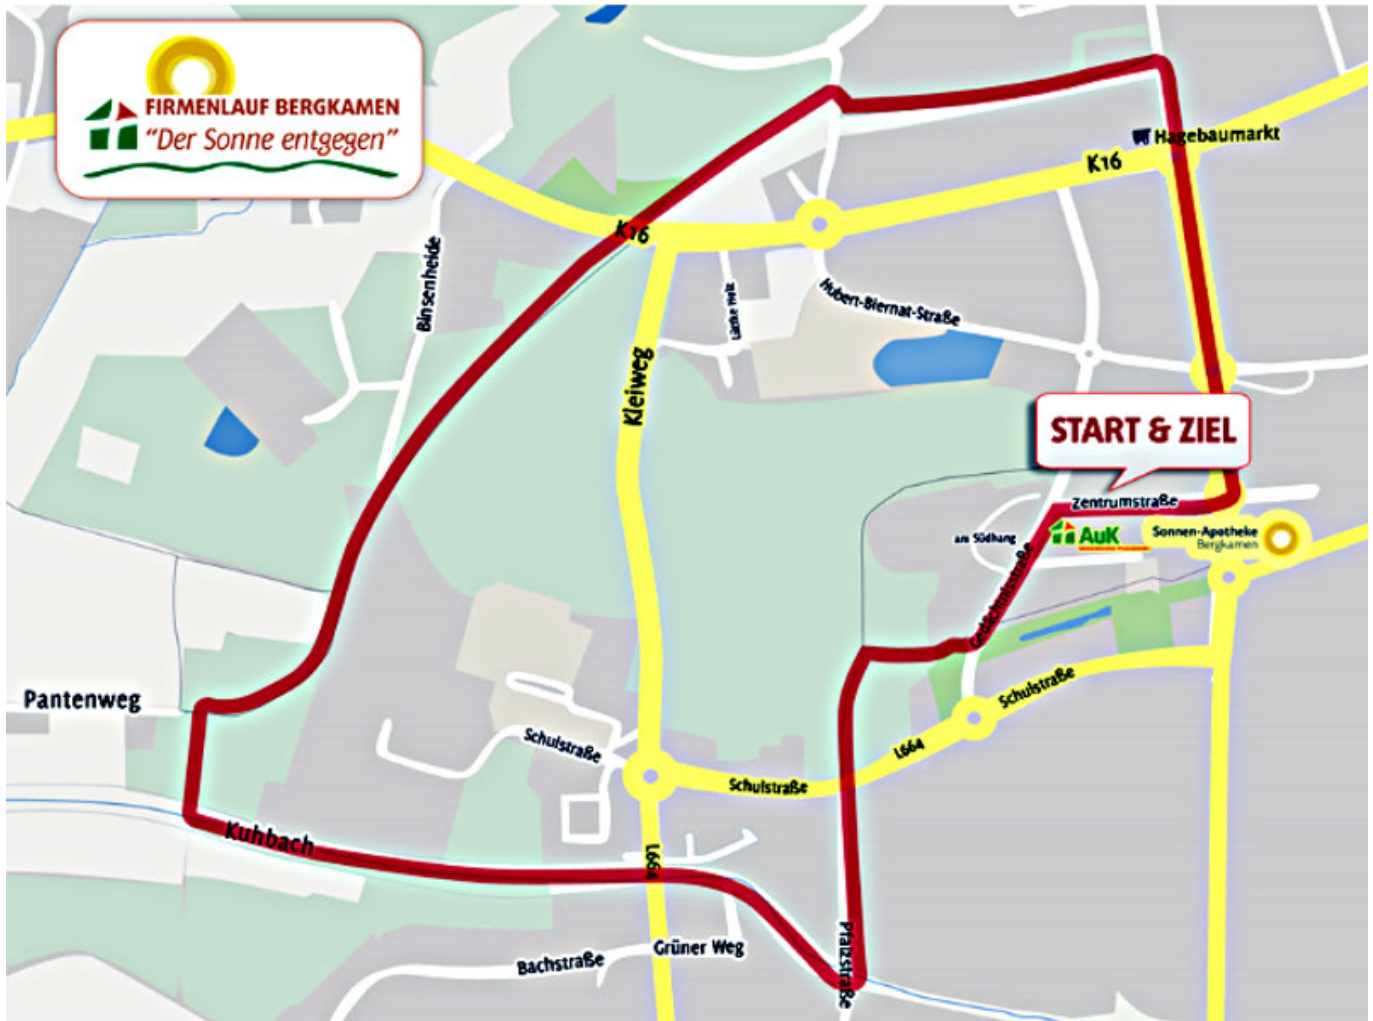 FIRMENLAUF BERGKAMEN
"Der Sonne entgegen"
Hagebaumarkt
K16
K16
Binsenheide
Hubert-Biernat-Straße
Kleiweg
START & ZIEL
Zentrumstraße
AuK
Sonnen-Apotheke
Bergkamen
am Südhang
Gedächtnisstraße
Pantenweg
Schulstraße
Schulstraße
L664
Schulstraße
Kuhbach
L664
Pfalzstraße
Grüner Weg
Bachstraße